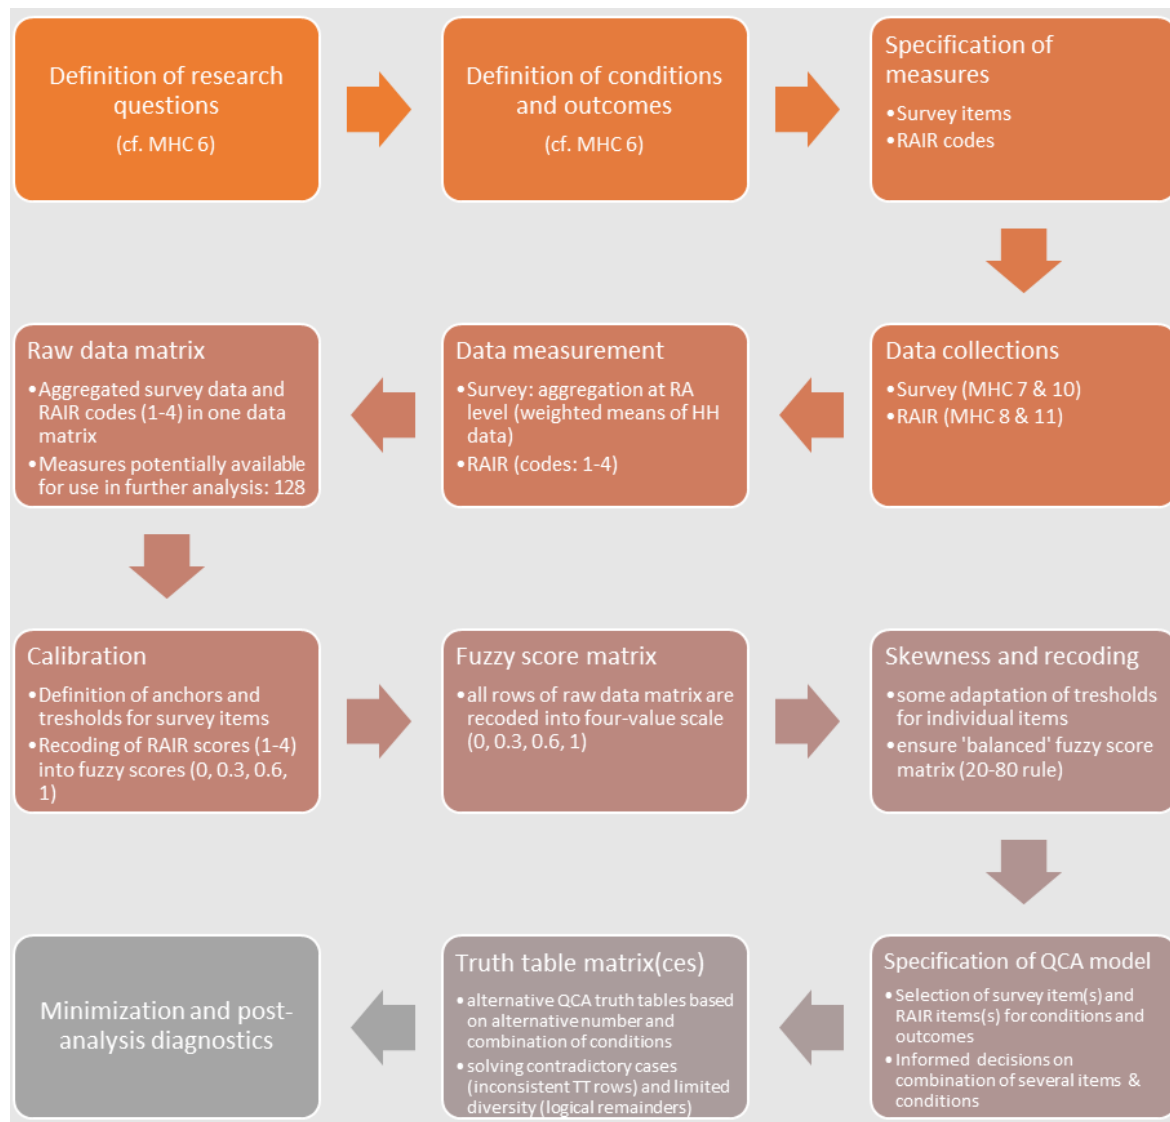 Definition of research
questions
(cf. MHC 6)
Definition of conditions
and outcomes
(cf. MHC 6)
Specification of
measures
•Survey items
•RAIR codes
Data collections
•Survey (MHC 7 & 10)
•RAIR (MHC 8 & 11)
Data measurement
•Survey: aggregation at RA
level (weighted means of HH
data)
•RAIR (codes: 1-4)
Raw data matrix
•Aggregated survey data and
RAIR codes (1-4) in one data
matrix
•Measures potentially available
for use in further analysis: 128
Calibration
•Definition of anchors and
tresholds for survey items
•Recoding of RAIR scores (1-4)
into fuzzy scores (0, 0.3, 0.6,
1)
Fuzzy score matrix
•all rows of raw data matrix are
recoded into four-value scale
(0, 0.3, 0.6, 1)
Skewness and recoding
•some adaptation of tresholds
for individual items
•ensure 'balanced' fuzzy score
matrix (20-80 rule)
Specification of QCA model
•Selection of survey item(s) and
RAIR items(s) for conditions and
outcomes
•Informed decisions on
combination of several items &
conditions
Truth table matrix(ces)
•alternative QCA truth tables based
on alternative number and
combination of conditions
•solving contradictory cases
(inconsistent TT rows) and limited
diversity (logical remainders)
Minimization and post-
analysis diagnostics